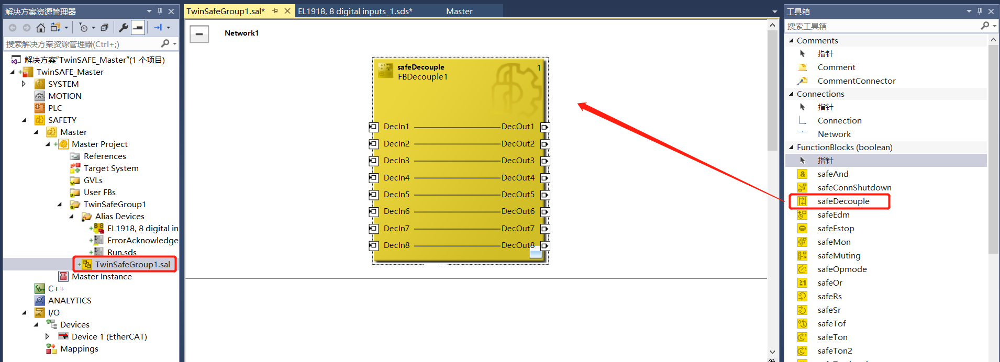 解决方案资源管理器
搜索解决方案资源管理器(Ctrl+;)
解决方案"TwinSAFE_Master"(1 个项目)
TwinSAFE_Master
SYSTEM
MOTION
PLC
SAFETY
Master
Master Project
References
Target System
GVLs
User FBs
TwinSafeGroup1
Alias Devices
EL1918, 8 digital in
ErrorAcknowledge
Run.sds
TwinSafeGroup1.sal
Master Instance
C++
ANALYTICS
I/O
Devices
Device 1 (EtherCAT)
Mappings
TwinSafeGroup1.sal*
EL1918, 8 digital inputs_1.sds*
Master
Network1
safeDecouple
1
FBDecouple1
DecIn1 DecOut1
DecIn2 DecOut2
DecIn3 DecOut3
DecIn4 DecOut4
DecIn5 DecOut5
DecIn6 DecOut6
DecIn7 DecOut7
DecIn8 DecOut8
工具箱
搜索工具箱
Comments
指针
Comment
CommentConnector
Connections
指针
Connection
Network
FunctionBlocks (boolean)
指针
safeAnd
safeConnShutdown
safeDecouple
safeEdm
safeEstop
safeMon
safeMuting
safeOpmode
safeOr
safeRs
safeSr
safeTof
safeTon
safeTon2